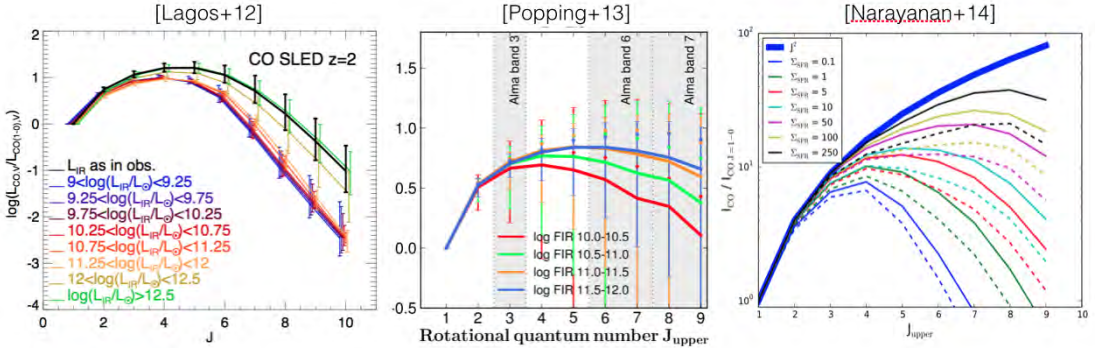 [Lagos+12]
2
1
0
-1
-2
-3
-4
log(L_CO,V/L_CO(1-0),V)
CO SLED z=2
L_IR as in obs.
9<log(L_IR/L_⊙)<9.25
9.25<log(L_IR/L_⊙)<9.75
9.75<log(L_IR/L_⊙)<10.25
10.25<log(L_IR/L_⊙)<10.75
10.75<log(L_IR/L_⊙)<11.25
11.25<log(L_IR/L_⊙)<12
12<log(L_IR/L_⊙)<12.5
log(L_IR/L_⊙)>12.5
0 2 4 6 8 10
J
[Popping+13]
1.5
1.0
0.5
0.0
-0.5
Alma band 3
Alma band 6
Alma band 7
log FIR 10.0-10.5
log FIR 10.5-11.0
log FIR 11.0-11.5
log FIR 11.5-12.0
1 2 3 4 5 6 7 8 9
Rotational quantum number J_upper
[Narayanan+14]
10^2
10^1
10^0
I_CO / I_CO,J=1-0
J^2
Σ_SFR = 0.1
Σ_SFR = 1
Σ_SFR = 5
Σ_SFR = 10
Σ_SFR = 50
Σ_SFR = 100
Σ_SFR = 250
1 2 3 4 5 6 7 8 9 10
J_upper